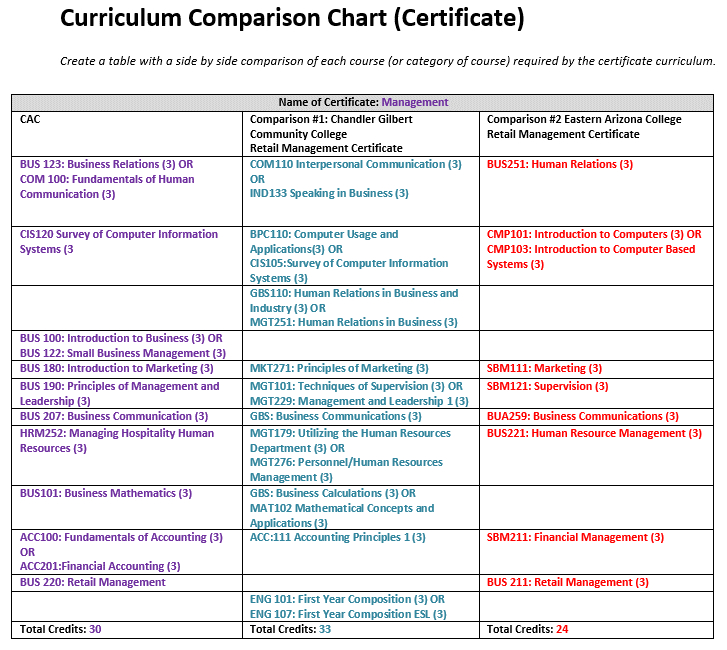 Curriculum Comparison Chart (Certificate)
Create a table with a side by side comparison of each course (or category of course) required by the certificate curriculum.
Name of Certificate: Management
CAC
Comparison #1: Chandler Gilbert
Community College
Retail Management Certificate
Comparison #2 Eastern Arizona College
Retail Management Certificate
BUS 123: Business Relations (3) OR
COM 100: Fundamentals of Human
Communication (3)
COM110 Interpersonal Communication (3)
OR
IND133 Speaking in Business (3)
BUS251: Human Relations (3)
CIS120 Survey of Computer Information
Systems (3
BPC110: Computer Usage and
Applications(3) OR
CIS105:Survey of Computer Information
Systems (3)
CMP101: Introduction to Computers (3) OR
CMP103: Introduction to Computer Based
Systems (3)
GBS110: Human Relations in Business and
Industry (3) OR
MGT251: Human Relations in Business (3)
BUS 100: Introduction to Business (3) OR
BUS 122: Small Business Management (3)
BUS 180: Introduction to Marketing (3)
MKT271: Principles of Marketing (3)
SBM111: Marketing (3)
BUS 190: Principles of Management and
Leadership (3)
MGT101: Techniques of Supervision (3) OR
MGT229: Management and Leadership 1 (3)
SBM121: Supervision (3)
BUS 207: Business Communication (3)
GBS: Business Communications (3)
BUA259: Business Communications (3)
HRM252: Managing Hospitality Human
Resources (3)
MGT179: Utilizing the Human Resources
Department (3) OR
MGT276: Personnel/Human Resources
Management (3)
BUS221: Human Resource Management (3)
BUS101: Business Mathematics (3)
GBS: Business Calculations (3) OR
MAT102 Mathematical Concepts and
Applications (3)
ACC100: Fundamentals of Accounting (3)
OR
ACC201:Financial Accounting (3)
ACC:111 Accounting Principles 1 (3)
SBM211: Financial Management (3)
BUS 220: Retail Management
BUS 211: Retail Management (3)
ENG 101: First Year Composition (3) OR
ENG 107: First Year Composition ESL (3)
Total Credits: 30
Total Credits: 33
Total Credits: 24